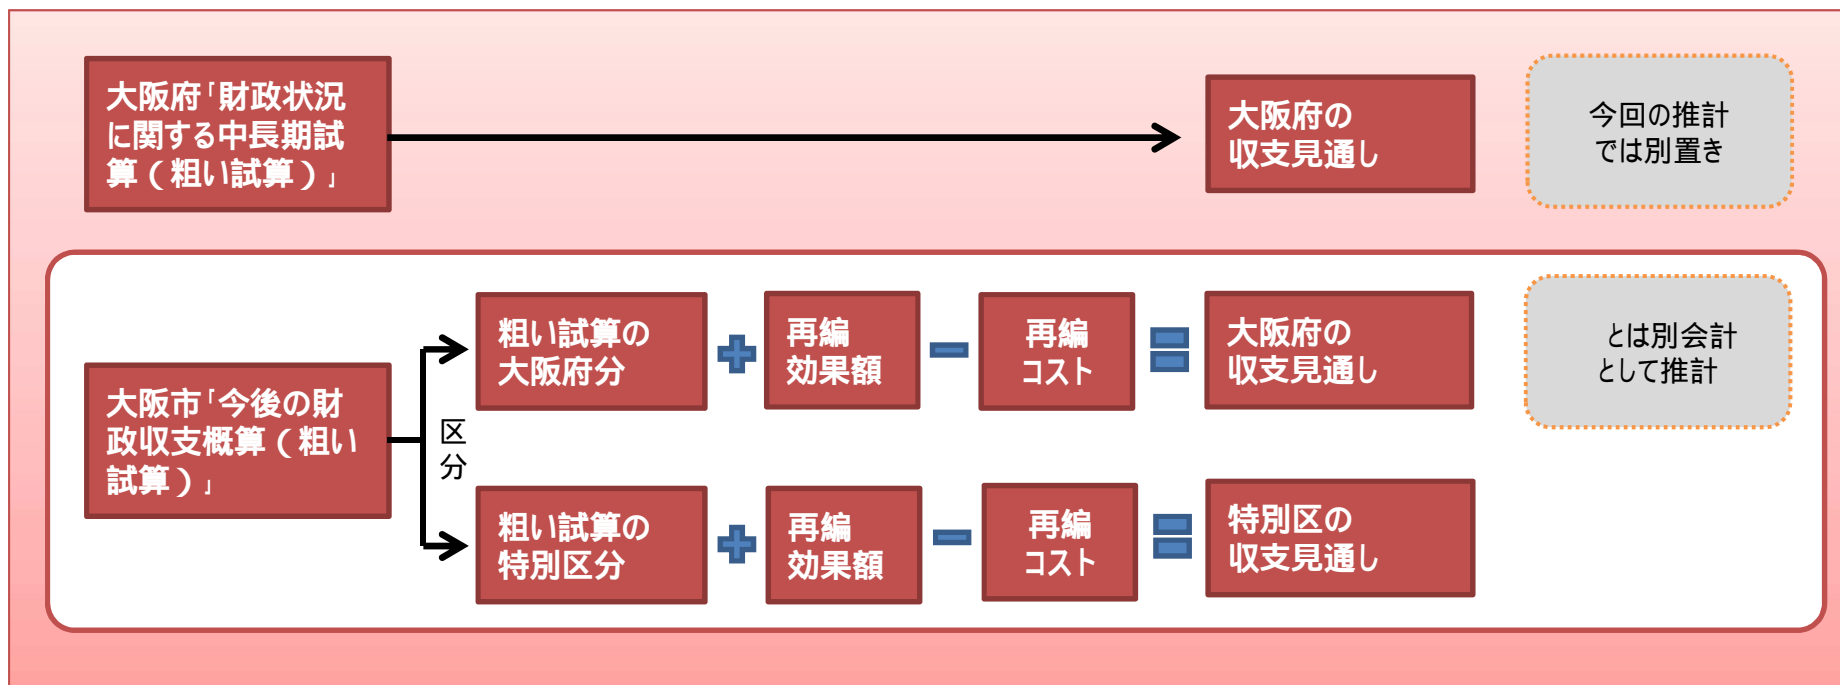 大阪府「財政状況
に関する中長期試
算（粗い試算）」
大阪府の
収支見通し
今回の推計
では別置き
大阪市「今後の財
政収支概算（粗い
試算）」
区
分
粗い試算の
大阪府分
再編
効果額
再編
コスト
大阪府の
収支見通し
とは別会計
として推計
粗い試算の
特別区分
再編
効果額
再編
コスト
特別区の
収支見通し